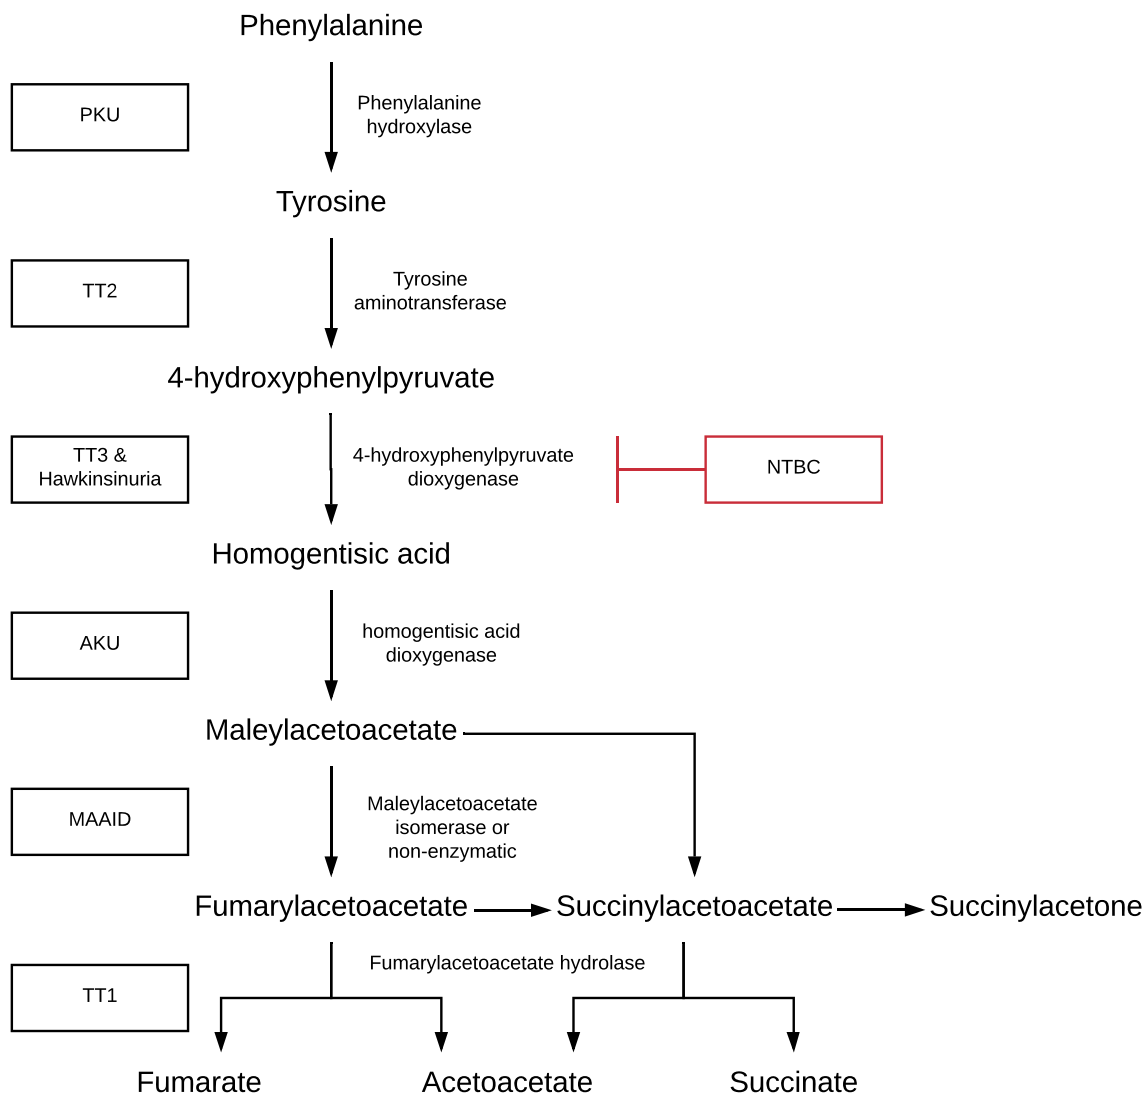 Phenylalanine
PKU
Phenylalanine
hydroxylase
Tyrosine
TT2
Tyrosine
aminotransferase
4-hydroxyphenylpyruvate
TT3 &
Hawkinsinuria
4-hydroxyphenylpyruvate
dioxygenase
NTBC
Homogentisic acid
AKU
homogentisic acid
dioxygenase
Maleylacetoacetate
MAAID
Maleylacetoacetate
isomerase or
non-enzymatic
Fumarylacetoacetate
Succinylacetoacetate
Succinylacetone
Fumarylacetoacetate hydrolase
TT1
Fumarate
Acetoacetate
Succinate